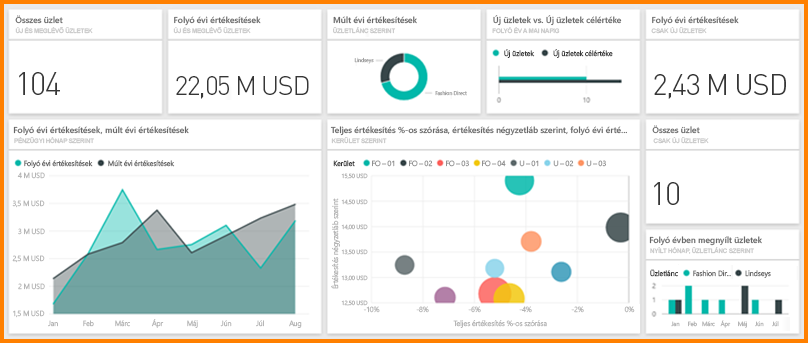 Összes üzlet
ÚJ ÉS MEGLÉVŐ ÜZLETEK
104
Folyó évi értékesítések
ÚJ ÉS MEGLÉVŐ ÜZLETEK
22,05 M USD
Múlt évi értékesítések
ÜZLETLÁNC SZERINT
Lindseys
Fashion Direct
Új üzletek vs. Új üzletek célértéke
FOLYÓ ÉV A MAI NAPIG
Új üzletek Új üzletek célértéke
0 10
Folyó évi értékesítések
CSAK ÚJ ÜZLETEK
2,43 M USD
Folyó évi értékesítések, múlt évi értékesítések
PÉNZÜGYI HÓNAP SZERINT
Folyó évi értékesítések Múlt évi értékesítések
4 M USD
3,5 M USD
3 M USD
2,5 M USD
2 M USD
1,5 M USD
Jan Feb Márc Ápr Máj Jún Júl Aug
Teljes értékesítés %-os szórása, értékesítés négyzetláb szerint, folyó évi érté...
KERÜLET SZERINT
Kerület FO – 01 FO – 02 FO – 03 FO – 04 U – 01 U – 02 U – 03
Értékesítés négyzetláb szerint
15,50 USD
14,50 USD
14,00 USD
13,50 USD
13,00 USD
12,50 USD
-10% -8% -6% -4% -2% 0%
Teljes értékesítés %-os szórása
Összes üzlet
CSAK ÚJ ÜZLETEK
10
Folyó évben megnyílt üzletek
NYÍLT HÓNAP, ÜZLETLÁNC SZERINT
Üzletlánc Fashion Dir... Lindseys
2
1
0
Jan Feb Márc Ápr Máj Jún Júl